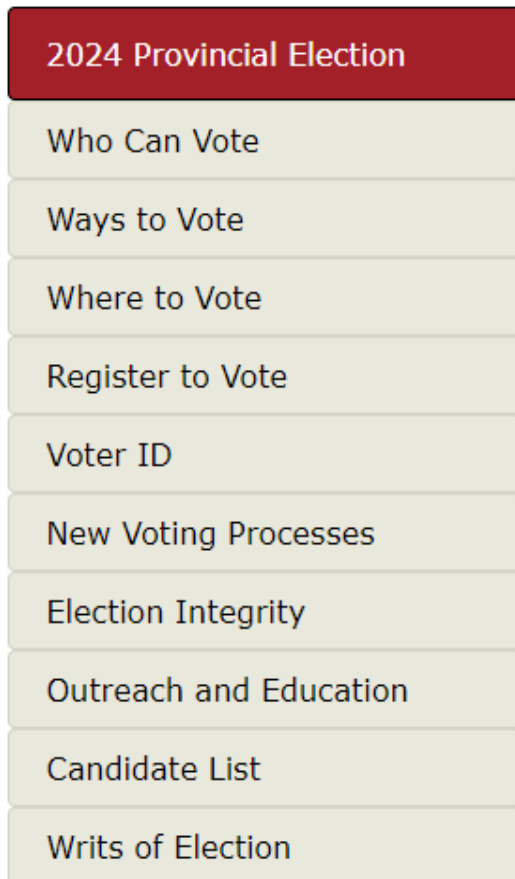 2024 Provincial Election
Who Can Vote
Ways to Vote
Where to Vote
Register to Vote
Voter ID
New Voting Processes
Election Integrity
Outreach and Education
Candidate List
Writs of Election